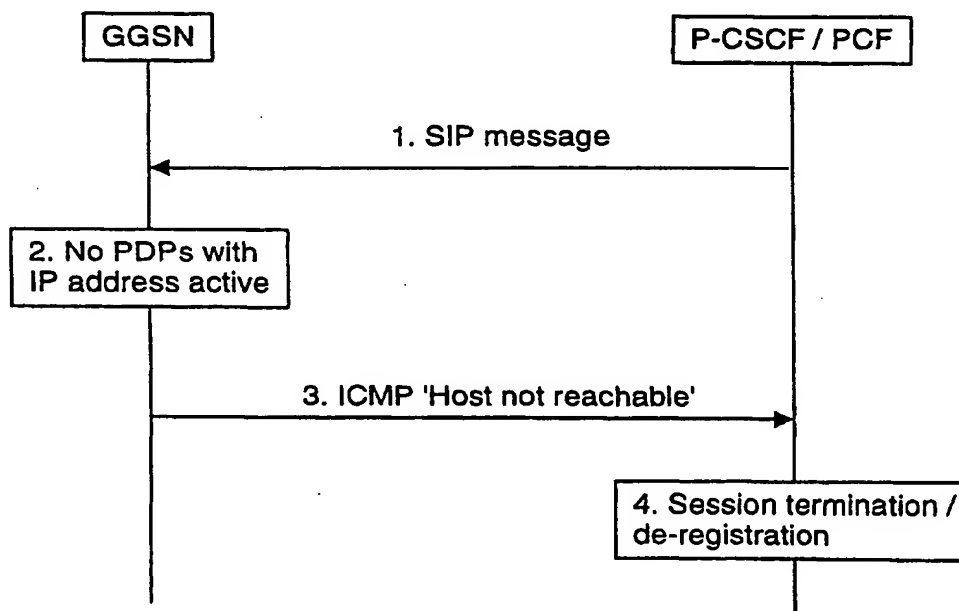 GGSN
P-CSCF / PCF
1. SIP message
2. No PDPs with
IP address active
3. ICMP 'Host not reachable'
4. Session termination /
de-registration